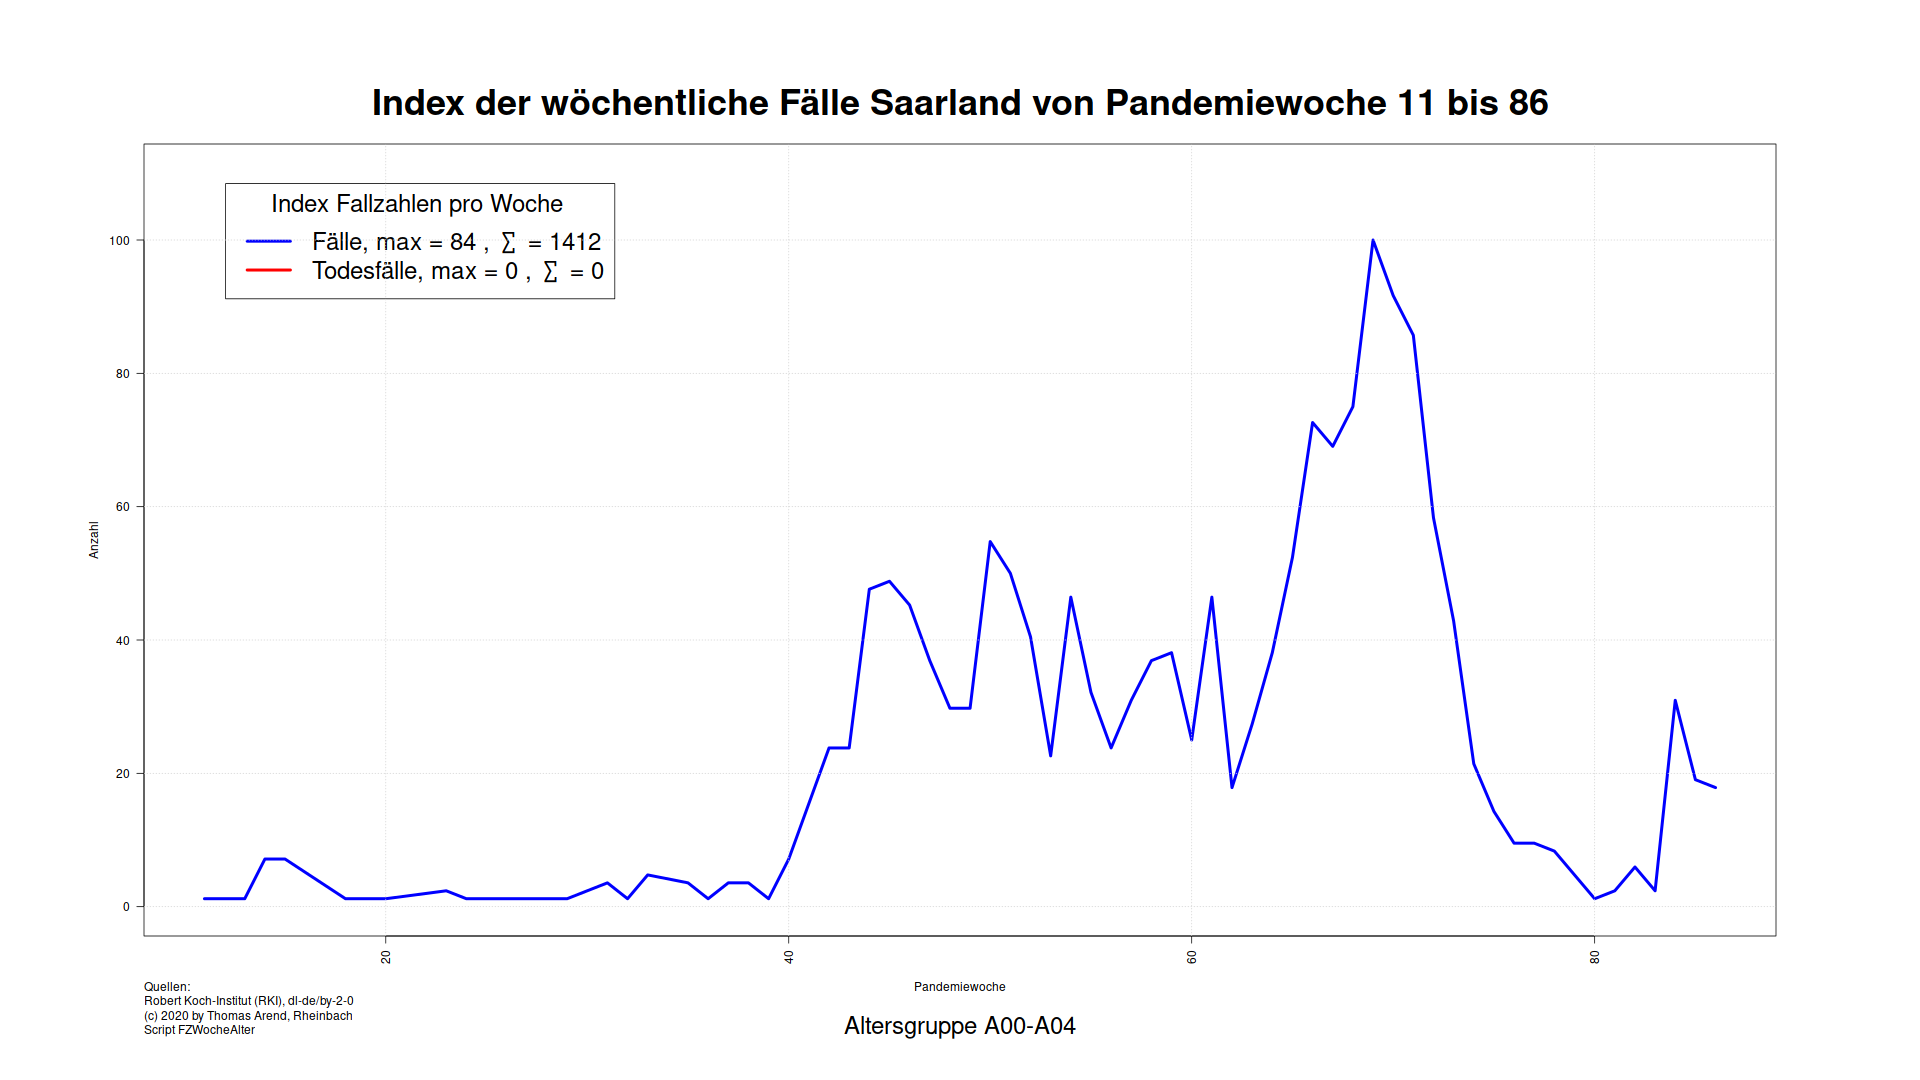 Index der wöchentliche Fälle Saarland von Pandemiewoche 11 bis 86
Index Fallzahlen pro Woche
Fälle, max = 84 , ∑ = 1412
Todesfälle, max = 0 , ∑ = 0
100
80
60
40
20
0
Anzahl
20
40
60
80
Pandemiewoche
Quellen:
Robert Koch-Institut (RKI), dl-de/by-2-0
(c) 2020 by Thomas Arend, Rheinbach
Script FZWocheAlter
Altersgruppe A00-A04